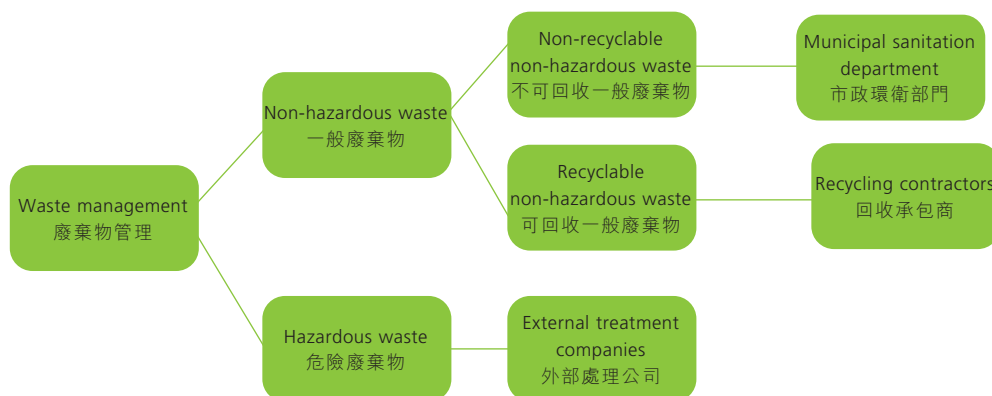 Waste management
廢棄物管理
Non-hazardous waste
一般廢棄物
Non-recyclable
non-hazardous waste
不可回收一般廢棄物
Municipal sanitation
department
市政環衛部門
Recyclable
non-hazardous waste
可回收一般廢棄物
Recycling contractors
回收承包商
Hazardous waste
危險廢棄物
External treatment
companies
外部處理公司